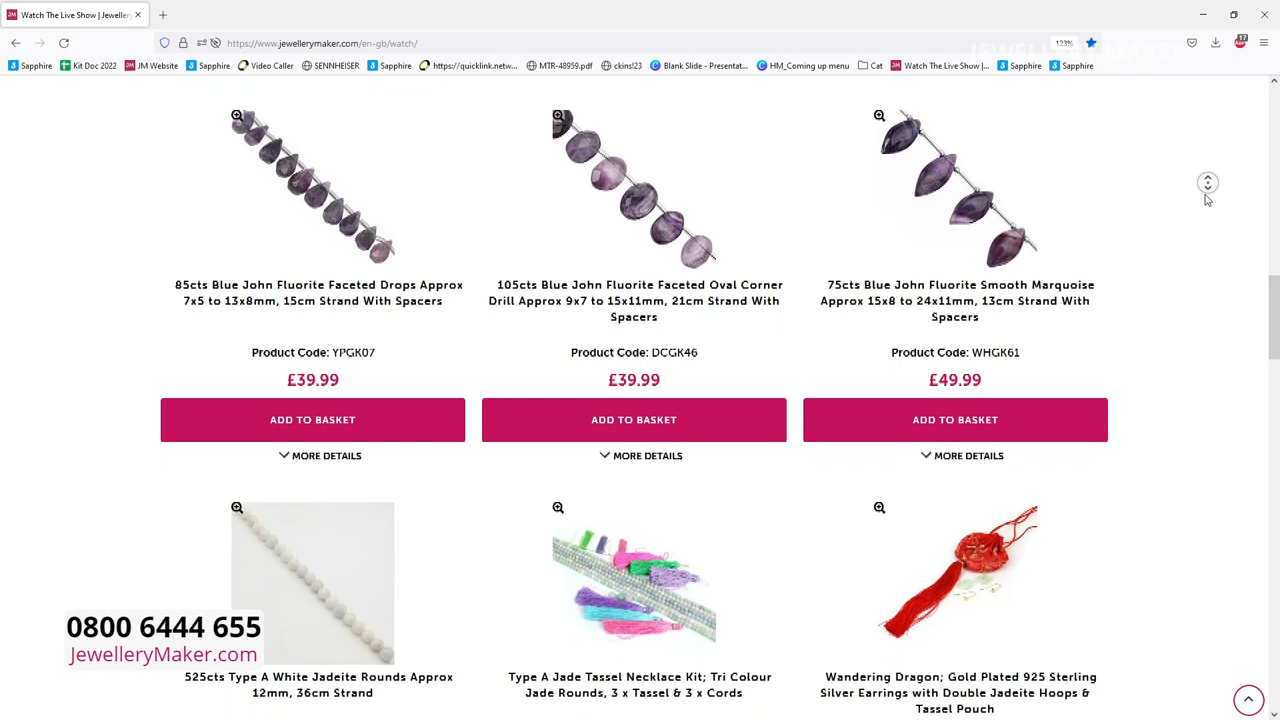 Watch The Live Show | Jeweller
https://www.jewellerymaker.com/en-gb/watch/
123%
17
JEWELLERY MAKER
Sapphire
Kit Doc 2022
JM Website
Sapphire
Video Caller
SENNHEISER
Sapphire
https://quicklink.netw...
MTR-48959.pdf
ckins!23
Blank Slide - Presentat...
HM_Coming up menu
Cat
Watch The Live Show |...
Sapphire
Sapphire
85cts Blue John Fluorite Faceted Drops Approx
7x5 to 13x8mm, 15cm Strand With Spacers
Product Code: YPGK07
£39.99
ADD TO BASKET
MORE DETAILS
105cts Blue John Fluorite Faceted Oval Corner
Drill Approx 9x7 to 15x11mm, 21cm Strand With
Spacers
Product Code: DCGK46
£39.99
ADD TO BASKET
MORE DETAILS
75cts Blue John Fluorite Smooth Marquoise
Approx 15x8 to 24x11mm, 13cm Strand With
Spacers
Product Code: WHGK61
£49.99
ADD TO BASKET
MORE DETAILS
0800 6444 655
JewelleryMaker.com
525cts Type A White Jadeite Rounds Approx
12mm, 36cm Strand
Type A Jade Tassel Necklace Kit; Tri Colour
Jade Rounds, 3 x Tassel & 3 x Cords
Wandering Dragon; Gold Plated 925 Sterling
Silver Earrings with Double Jadeite Hoops &
Tassel Pouch